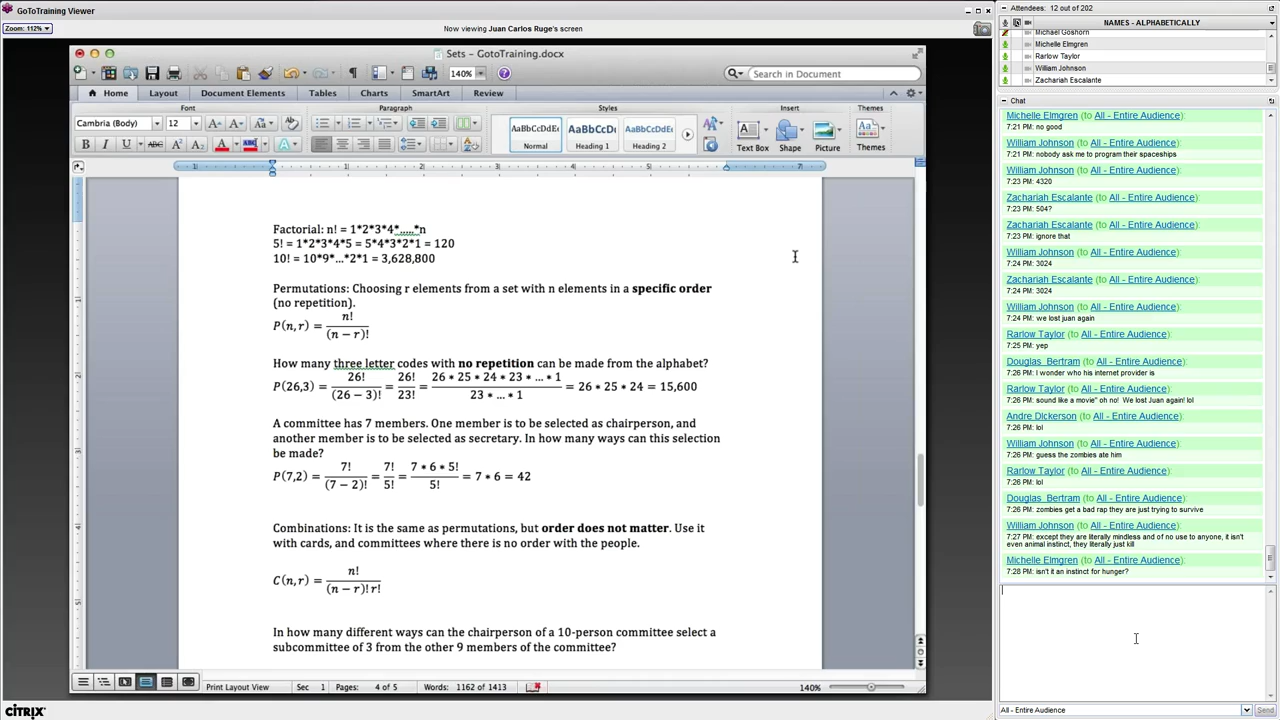 GoToTraining Viewer
Zoom: 112%
Now viewing Juan Carlos Ruge's screen
Sets – GotoTraining.docx
140%
Search in Document
Home Layout Document Elements Tables Charts SmartArt Review
Font Paragraph Styles Insert Themes
Cambria (Body) 12
AaBbCcDdEe Normal
AaBbCcDc Heading 1
AaBbCcDdEe Heading 2
Text Box Shape Picture Themes
Factorial: n! = 1*2*3*4*.....*n
5! = 1*2*3*4*5 = 5*4*3*2*1 = 120
10! = 10*9*...*2*1 = 3,628,800
Permutations: Choosing r elements from a set with n elements in a specific order
(no repetition).
P(n,r) = n! / (n − r)!
How many three letter codes with no repetition can be made from the alphabet?
P(26,3) = 26! / (26 − 3)! = 26! / 23! = 26 * 25 * 24 * 23 * ... * 1 / 23 * ... * 1 = 26 * 25 * 24 = 15,600
A committee has 7 members. One member is to be selected as chairperson, and
another member is to be selected as secretary. In how many ways can this selection
be made?
P(7,2) = 7! / (7 − 2)! = 7! / 5! = 7 * 6 * 5! / 5! = 7 * 6 = 42
Combinations: It is the same as permutations, but order does not matter. Use it
with cards, and committees where there is no order with the people.
C(n,r) = n! / (n − r)! r!
In how many different ways can the chairperson of a 10-person committee select a
subcommittee of 3 from the other 9 members of the committee?
Print Layout View Sec 1 Pages: 4 of 5 Words: 1162 of 1413 140%
CITRIX
Attendees: 12 out of 202
NAMES - ALPHABETICALLY
Michael Goshorn
Michelle Elmgren
Rarlow Taylor
William Johnson
Zachariah Escalante
Chat
Michelle Elmgren (to All - Entire Audience):
7:21 PM: no good
William Johnson (to All - Entire Audience):
7:21 PM: nobody ask me to program their spaceships
William Johnson (to All - Entire Audience):
7:23 PM: 4320
Zachariah Escalante (to All - Entire Audience):
7:23 PM: 504?
Zachariah Escalante (to All - Entire Audience):
7:23 PM: ignore that
William Johnson (to All - Entire Audience):
7:24 PM: 3024
Zachariah Escalante (to All - Entire Audience):
7:24 PM: 3024
William Johnson (to All - Entire Audience):
7:24 PM: we lost juan again
Rarlow Taylor (to All - Entire Audience):
7:25 PM: yep
Douglas Bertram (to All - Entire Audience):
7:26 PM: I wonder who his internet provider is
Rarlow Taylor (to All - Entire Audience):
7:26 PM: sound like a movie" oh no! We lost Juan again! lol
Andre DIckerson (to All - Entire Audience):
7:26 PM: lol
William Johnson (to All - Entire Audience):
7:26 PM: guess the zombies ate him
Rarlow Taylor (to All - Entire Audience):
7:26 PM: lol
Douglas Bertram (to All - Entire Audience):
7:26 PM: zombies get a bad rap they are just trying to survive
William Johnson (to All - Entire Audience):
7:27 PM: except they are literally mindless and of no use to anyone, it isn't
even animal instinct, they literally just kill
Michelle Elmgren (to All - Entire Audience):
7:28 PM: isn't it an instinct for hunger?
All - Entire Audience Send